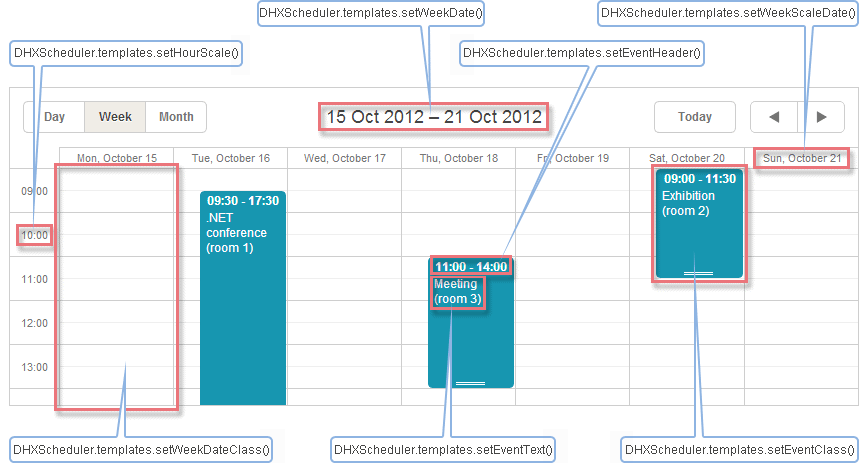 DHXScheduler.templates.setWeekDate()
DHXScheduler.templates.setWeekScaleDate()
DHXScheduler.templates.setHourScale()
DHXScheduler.templates.setEventHeader()
Day Week Month
15 Oct 2012 – 21 Oct 2012
Today
Mon, October 15
Tue, October 16
Wed, October 17
Thu, October 18
Fri, October 19
Sat, October 20
Sun, October 21
09:00
10:00
11:00
12:00
13:00
09:30 - 17:30
.NET
conference
(room 1)
11:00 - 14:00
Meeting
(room 3)
09:00 - 11:30
Exhibition
(room 2)
DHXScheduler.templates.setWeekDateClass()
DHXScheduler.templates.setEventText()
DHXScheduler.templates.setEventClass()